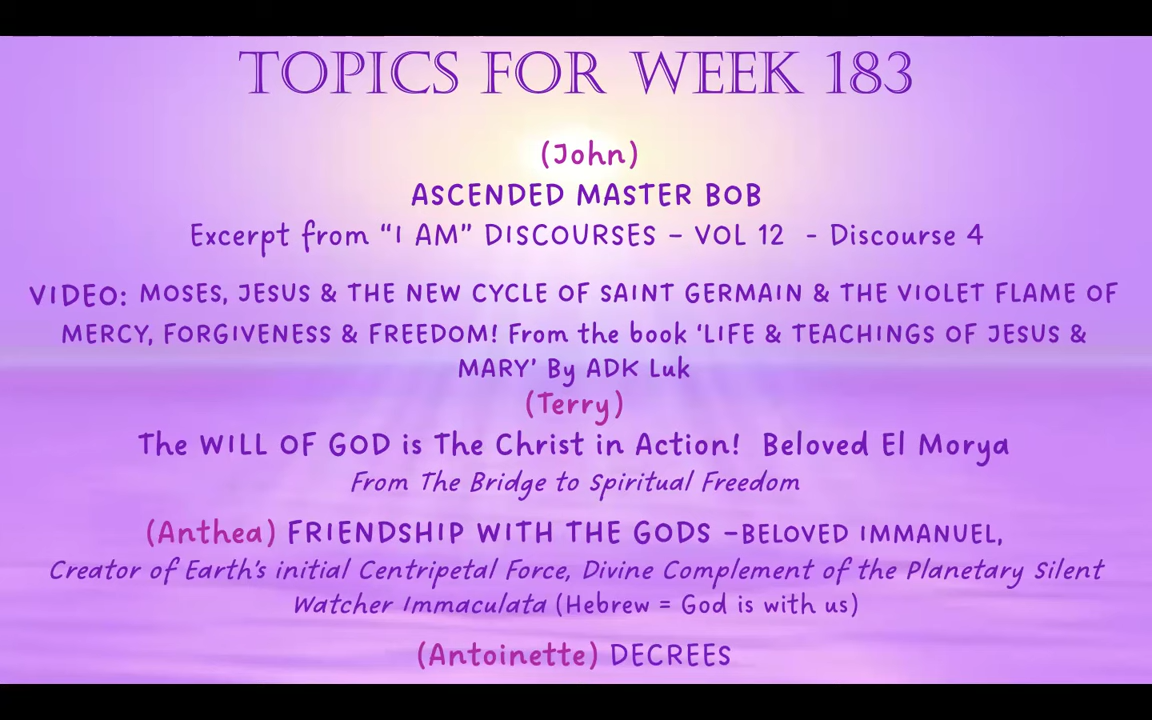 TOPICS FOR WEEK 183
(John)
ASCENDED MASTER BOB
Excerpt from “I AM” DISCOURSES – VOL 12 - Discourse 4
VIDEO: MOSES, JESUS & THE NEW CYCLE OF SAINT GERMAIN & THE VIOLET FLAME OF
MERCY, FORGIVENESS & FREEDOM! From the book ‘LIFE & TEACHINGS OF JESUS &
MARY’ By ADK Luk
(Terry)
The WILL OF GOD is The Christ in Action! Beloved El Morya
From The Bridge to Spiritual Freedom
(Anthea) FRIENDSHIP WITH THE GODS –BELOVED IMMANUEL,
Creator of Earth’s initial Centripetal Force, Divine Complement of the Planetary Silent
Watcher Immaculata (Hebrew = God is with us)
(Antoinette) DECREES